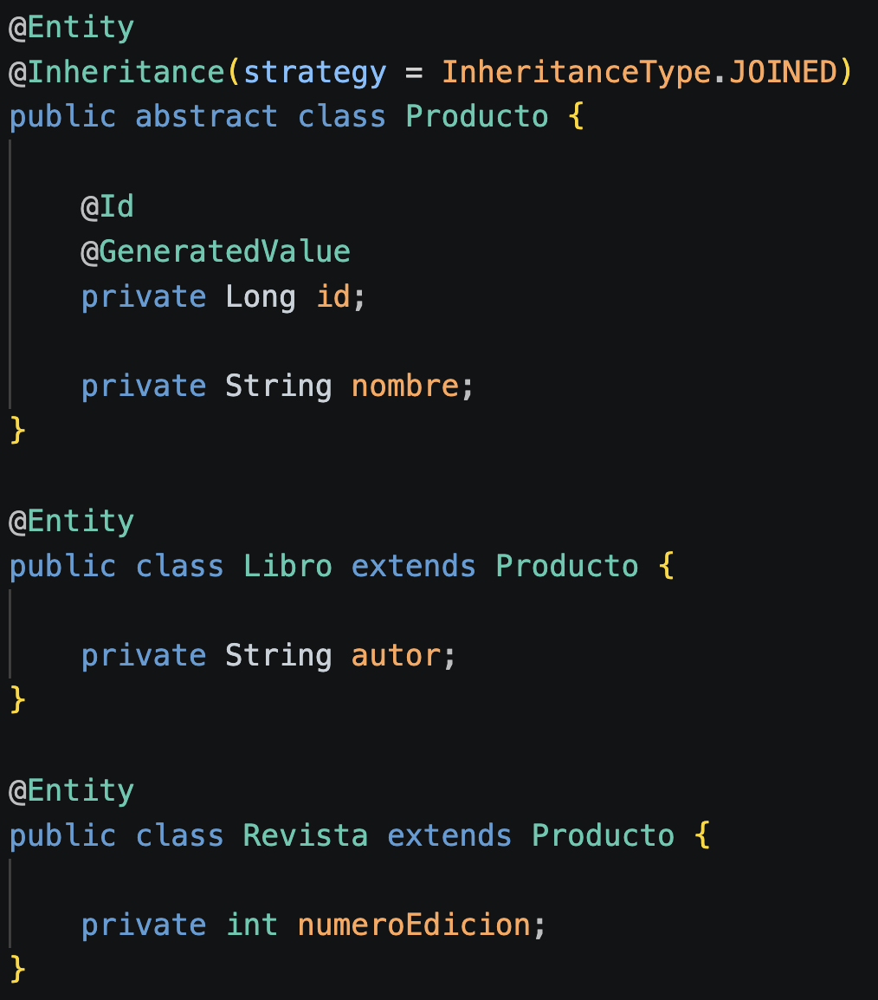 @Entity
@Inheritance(strategy = InheritanceType.JOINED)
public abstract class Producto {
@Id
@GeneratedValue
private Long id;
private String nombre;
}
@Entity
public class Libro extends Producto {
private String autor;
}
@Entity
public class Revista extends Producto {
private int numeroEdicion;
}